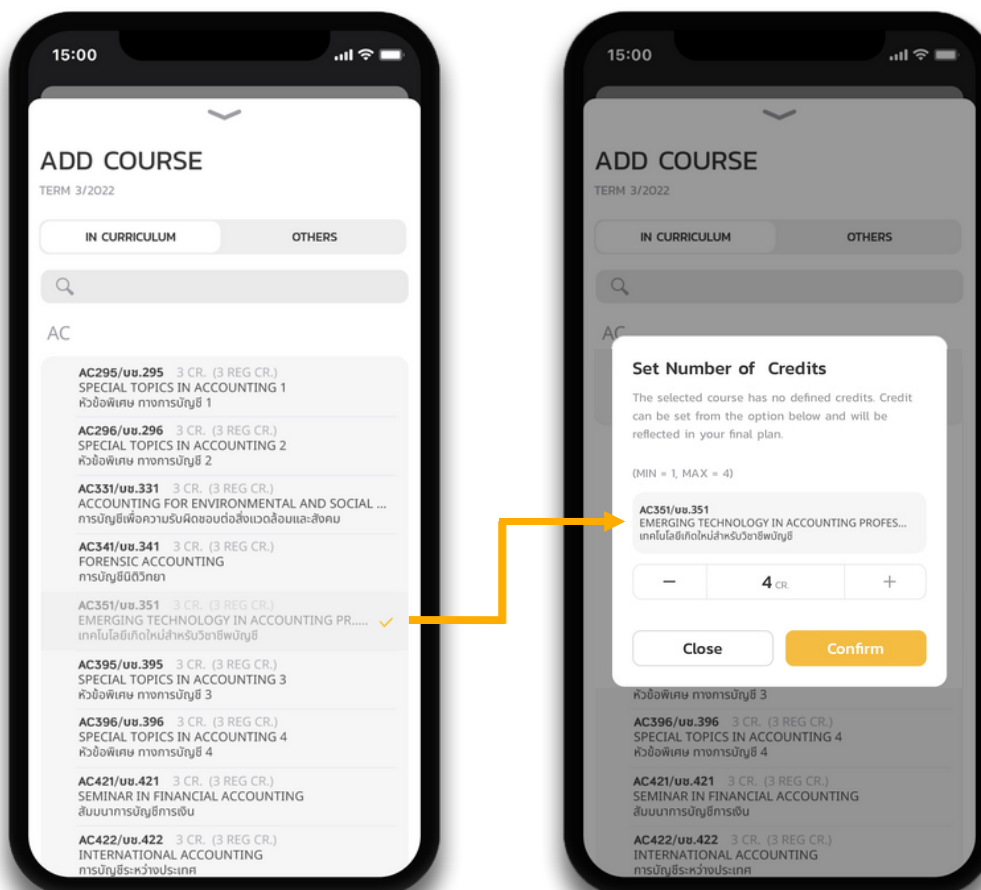 15:00
ADD COURSE
TERM 3/2022
IN CURRICULUM OTHERS
AC
AC295/บช.295 3 CR. (3 REG CR.)
SPECIAL TOPICS IN ACCOUNTING 1
หัวข้อพิเศษ ทางการบัญชี 1
AC296/บช.296 3 CR. (3 REG CR.)
SPECIAL TOPICS IN ACCOUNTING 2
หัวข้อพิเศษ ทางการบัญชี 2
AC331/บช.331 3 CR. (3 REG CR.)
ACCOUNTING FOR ENVIRONMENTAL AND SOCIAL ...
การบัญชีเพื่อความรับผิดชอบต่อสิ่งแวดล้อมและสังคม
AC341/บช.341 3 CR. (3 REG CR.)
FORENSIC ACCOUNTING
การบัญชีนิติวิทยา
AC351/บช.351 3 CR. (3 REG CR.)
EMERGING TECHNOLOGY IN ACCOUNTING PR.....
เทคโนโลยีเกิดใหม่สำหรับวิชาชีพบัญชี
AC395/บช.395 3 CR. (3 REG CR.)
SPECIAL TOPICS IN ACCOUNTING 3
หัวข้อพิเศษ ทางการบัญชี 3
AC396/บช.396 3 CR. (3 REG CR.)
SPECIAL TOPICS IN ACCOUNTING 4
หัวข้อพิเศษ ทางการบัญชี 4
AC421/บช.421 3 CR. (3 REG CR.)
SEMINAR IN FINANCIAL ACCOUNTING
สัมมนาการบัญชีการเงิน
AC422/บช.422 3 CR. (3 REG CR.)
INTERNATIONAL ACCOUNTING
การบัญชีระหว่างประเทศ
15:00
ADD COURSE
TERM 3/2022
IN CURRICULUM OTHERS
AC
Set Number of Credits
The selected course has no defined credits. Credit
can be set from the option below and will be
reflected in your final plan.
(MIN = 1, MAX = 4)
AC351/บช.351
EMERGING TECHNOLOGY IN ACCOUNTING PROFES...
เทคโนโลยีเกิดใหม่สำหรับวิชาชีพบัญชี
− 4 CR. +
Close Confirm
หัวข้อพิเศษ ทางการบัญชี 3
AC396/บช.396 3 CR. (3 REG CR.)
SPECIAL TOPICS IN ACCOUNTING 4
หัวข้อพิเศษ ทางการบัญชี 4
AC421/บช.421 3 CR. (3 REG CR.)
SEMINAR IN FINANCIAL ACCOUNTING
สัมมนาการบัญชีการเงิน
AC422/บช.422 3 CR. (3 REG CR.)
INTERNATIONAL ACCOUNTING
การบัญชีระหว่างประเทศ